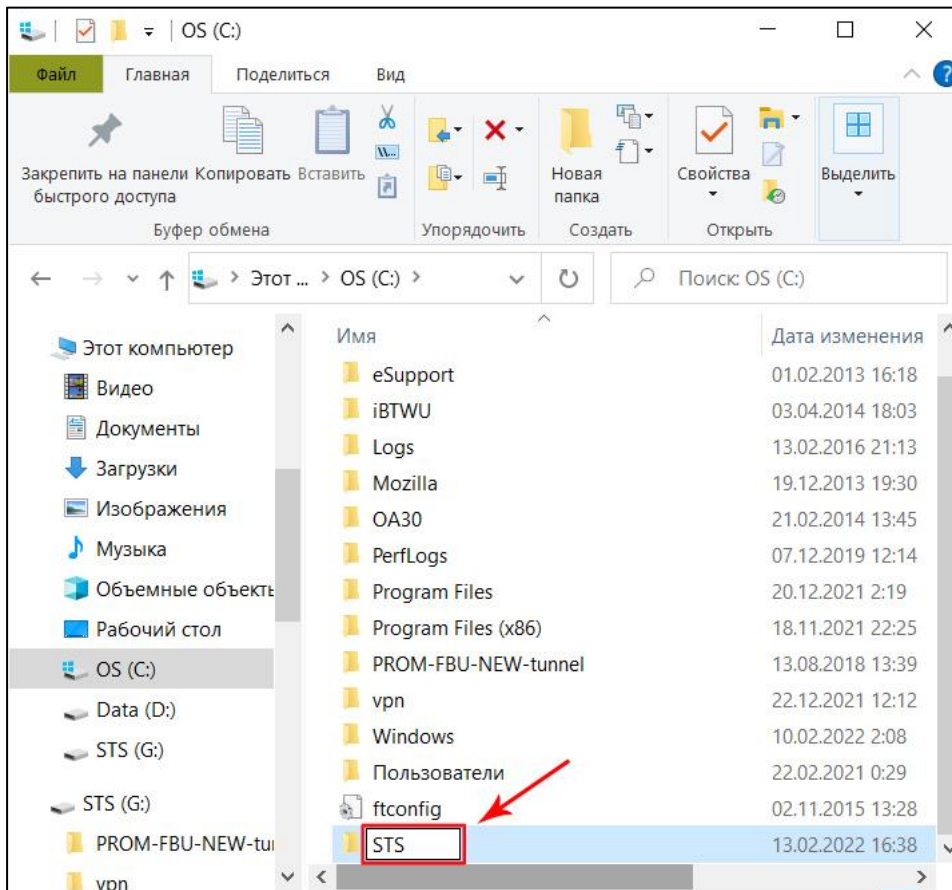 OS (C:)
Файл Главная Поделиться Вид
Закрепить на панели быстрого доступа
Копировать
Вставить
Буфер обмена
Упорядочить
Новая папка
Создать
Свойства
Открыть
Выделить
Этот ... OS (C:)
Поиск: OS (C:)
Этот компьютер
Видео
Документы
Загрузки
Изображения
Музыка
Объемные объекты
Рабочий стол
OS (C:)
Data (D:)
STS (G:)
STS (G:)
PROM-FBU-NEW-tu
vpn
Имя Дата изменения
eSupport 01.02.2013 16:18
iBTWU 03.04.2014 18:03
Logs 13.02.2016 21:13
Mozilla 19.12.2013 19:30
OA30 21.02.2014 13:45
PerfLogs 07.12.2019 12:14
Program Files 20.12.2021 2:19
Program Files (x86) 18.11.2021 22:25
PROM-FBU-NEW-tunnel 13.08.2018 13:39
vpn 22.12.2021 12:12
Windows 10.02.2022 2:08
Пользователи 22.02.2021 0:29
ftconfig 02.11.2015 13:28
STS 13.02.2022 16:38